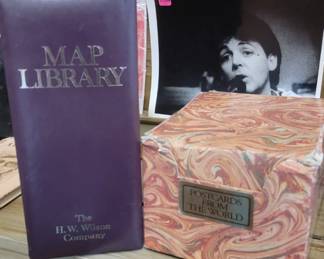 MAP
LIBRARY
The
H.W. Wilson
Company
POSTCARDS
FROM
THE WORLD